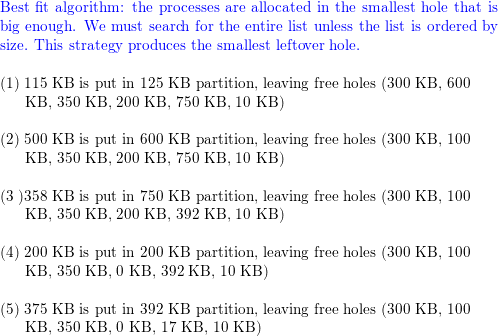 Best fit algorithm: the processes are allocated in the smallest hole that is
big enough. We must search for the entire list unless the list is ordered by
size. This strategy produces the smallest leftover hole.
(1) 115 KB is put in 125 KB partition, leaving free holes (300 KB, 600
KB, 350 KB, 200 KB, 750 KB, 10 KB)
(2) 500 KB is put in 600 KB partition, leaving free holes (300 KB, 100
KB, 350 KB, 200 KB, 750 KB, 10 KB)
(3 )358 KB is put in 750 KB partition, leaving free holes (300 KB, 100
KB, 350 KB, 200 KB, 392 KB, 10 KB)
(4) 200 KB is put in 200 KB partition, leaving free holes (300 KB, 100
KB, 350 KB, 0 KB, 392 KB, 10 KB)
(5) 375 KB is put in 392 KB partition, leaving free holes (300 KB, 100
KB, 350 KB, 0 KB, 17 KB, 10 KB)